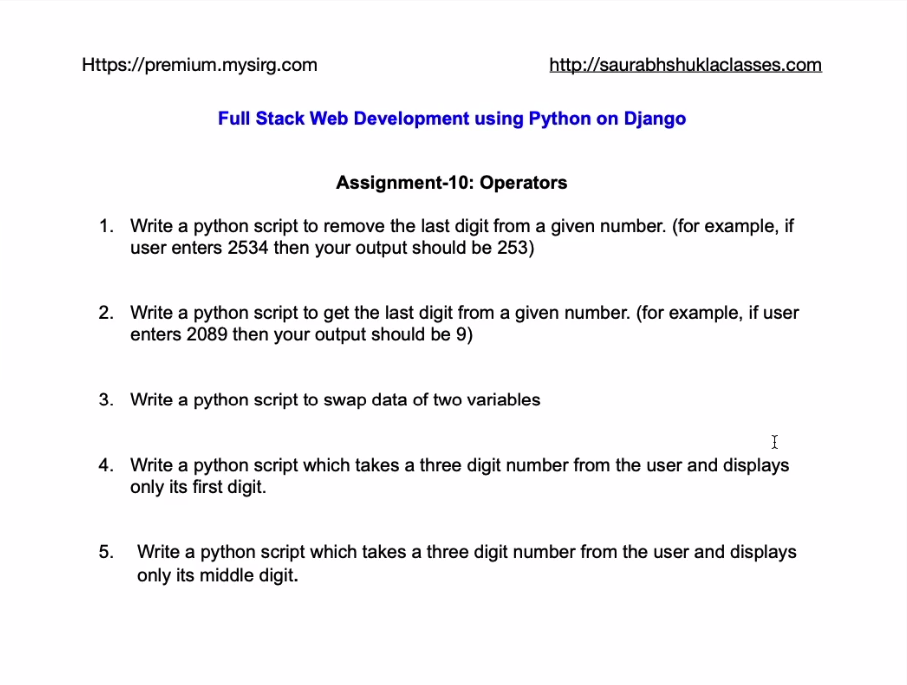 Https://premium.mysirg.com http://saurabhshuklaclasses.com
Full Stack Web Development using Python on Django
Assignment-10: Operators
1. Write a python script to remove the last digit from a given number. (for example, if
user enters 2534 then your output should be 253)
2. Write a python script to get the last digit from a given number. (for example, if user
enters 2089 then your output should be 9)
3. Write a python script to swap data of two variables
4. Write a python script which takes a three digit number from the user and displays
only its first digit.
5. Write a python script which takes a three digit number from the user and displays
only its middle digit.